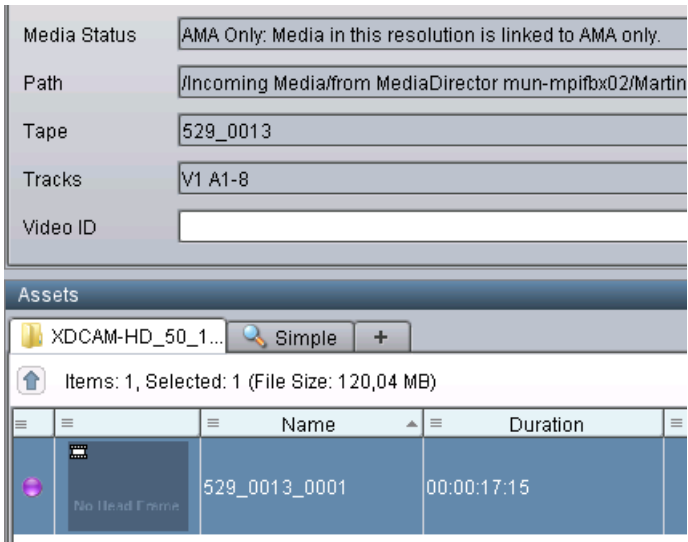 Media Status AMA Only: Media in this resolution is linked to AMA only.
Path /Incoming Media/from MediaDirector mun-mpifbx02/Martin
Tape 529_0013
Tracks V1 A1-8
Video ID
Assets
XDCAM-HD_50_1... Simple +
Items: 1, Selected: 1 (File Size: 120,04 MB)
Name Duration
529_0013_0001 00:00:17:15
No Head Frame